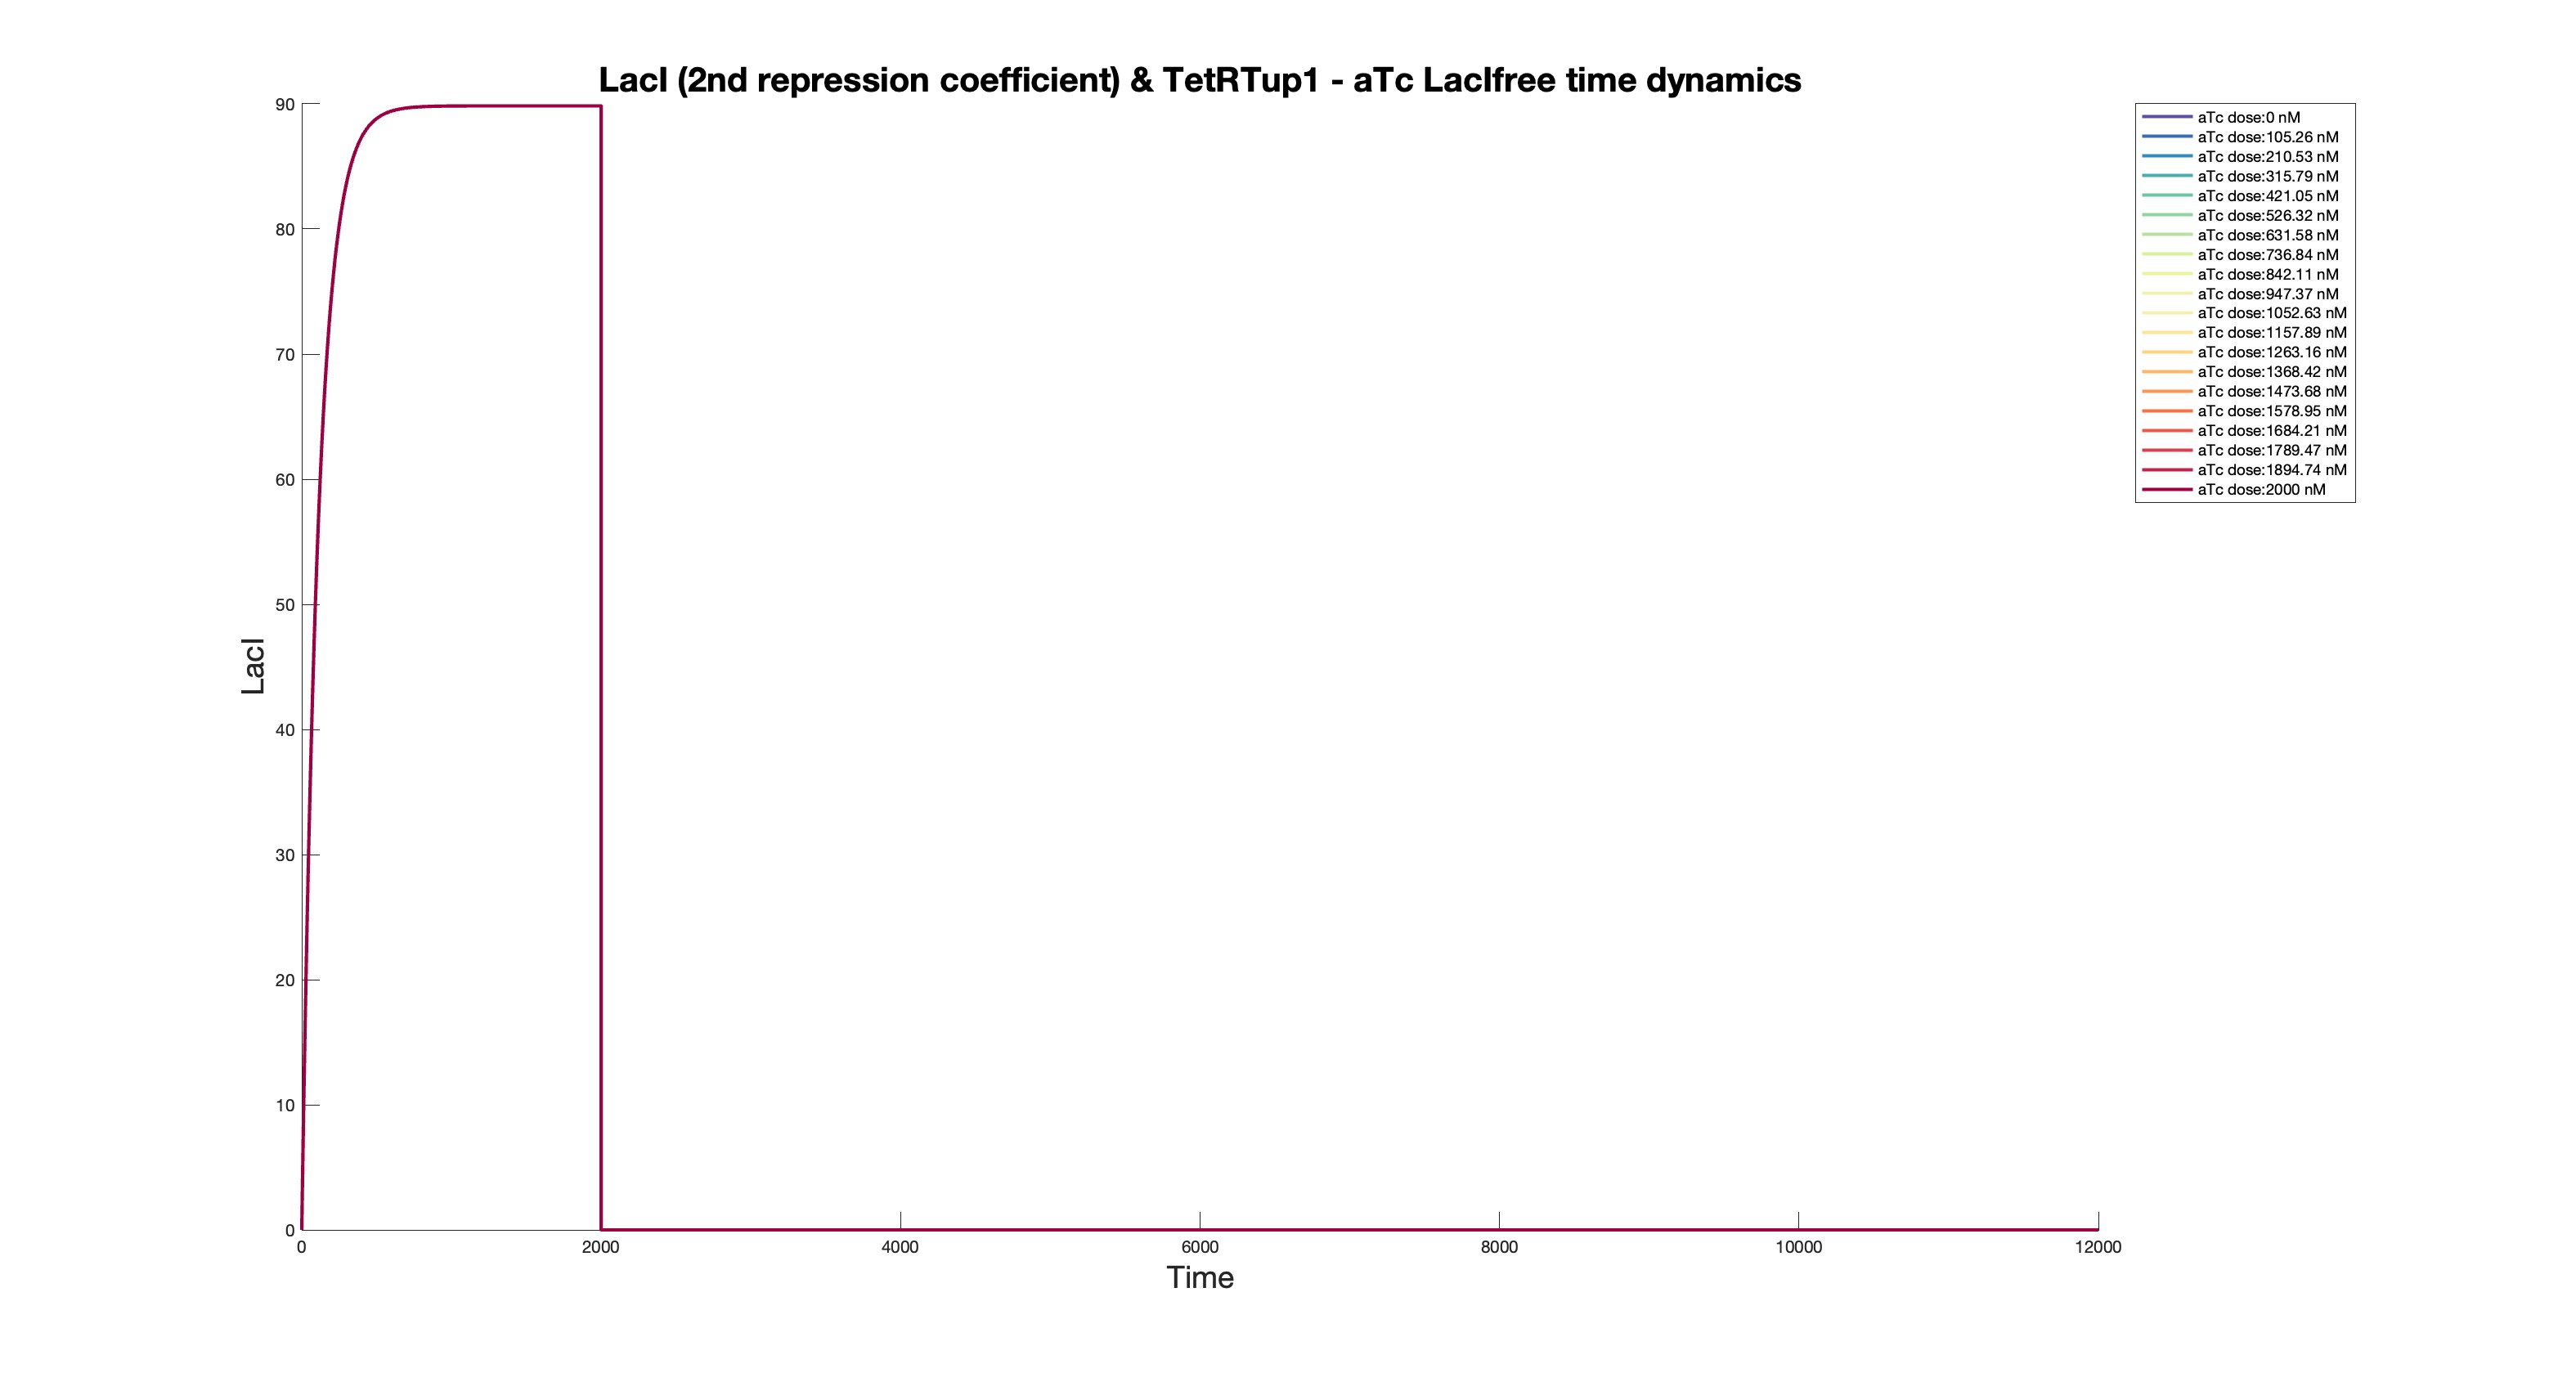 LacI (2nd repression coefficient) & TetRTup1 - aTc LacIfree time dynamics
90
80
70
60
50
40
30
20
10
0
LacI
0 2000 4000 6000 8000 10000 12000
Time
aTc dose:0 nM
aTc dose:105.26 nM
aTc dose:210.53 nM
aTc dose:315.79 nM
aTc dose:421.05 nM
aTc dose:526.32 nM
aTc dose:631.58 nM
aTc dose:736.84 nM
aTc dose:842.11 nM
aTc dose:947.37 nM
aTc dose:1052.63 nM
aTc dose:1157.89 nM
aTc dose:1263.16 nM
aTc dose:1368.42 nM
aTc dose:1473.68 nM
aTc dose:1578.95 nM
aTc dose:1684.21 nM
aTc dose:1789.47 nM
aTc dose:1894.74 nM
aTc dose:2000 nM